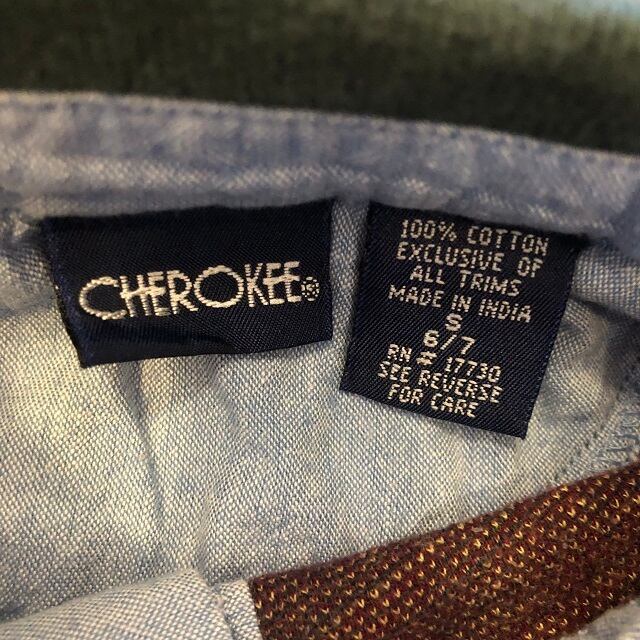 CHEROKEE®
100% COTTON
EXCLUSIVE OF
ALL TRIMS
MADE IN INDIA
S
6/7
RN # 17730
SEE REVERSE
FOR CARE